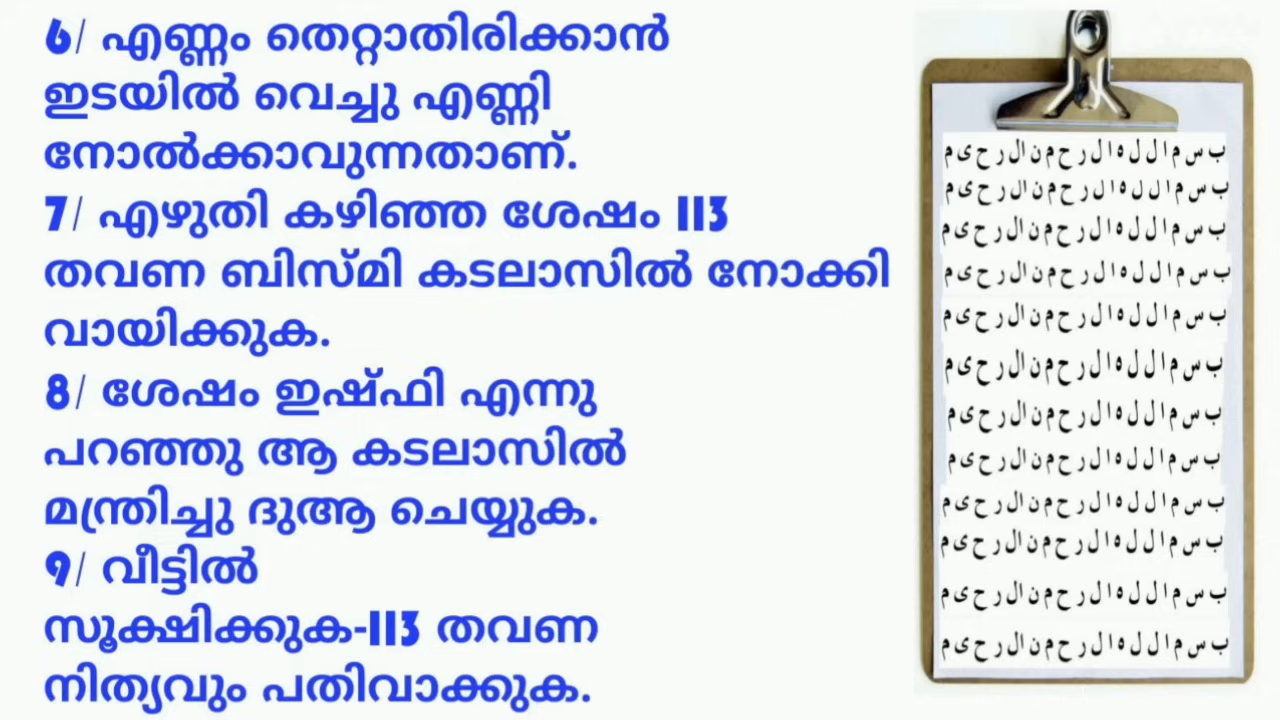 6/ എണ്ണം തെറ്റാതിരിക്കാൻ
ഇടയിൽ വെച്ചു എണ്ണി
നോൽക്കാവുന്നതാണ്.
7/ എഴുതി കഴിഞ്ഞ ശേഷം 113
തവണ ബിസ്മി കടലാസിൽ നോക്കി
വായിക്കുക.
8/ ശേഷം ഇഷ്ഫി എന്നു
പറഞ്ഞു ആ കടലാസിൽ
മന്ത്രിച്ചു ദുആ ചെയ്യുക.
9/ വീട്ടിൽ
സൂക്ഷിക്കുക-113 തവണ
നിത്യവും പതിവാക്കുക.
ب س م ا ل ل ه ا ل ر ح م ن ا ل ر ح ی م
ب س م ا ل ل ه ا ل ر ح م ن ا ل ر ح ی م
ب س م ا ل ل ه ا ل ر ح م ن ا ل ر ح ی م
ب س م ا ل ل ه ا ل ر ح م ن ا ل ر ح ی م
ب س م ا ل ل ه ا ل ر ح م ن ا ل ر ح ی م
ب س م ا ل ل ه ا ل ر ح م ن ا ل ر ح ی م
ب س م ا ل ل ه ا ل ر ح م ن ا ل ر ح ی م
ب س م ا ل ل ه ا ل ر ح م ن ا ل ر ح ی م
ب س م ا ل ل ه ا ل ر ح م ن ا ل ر ح ی م
ب س م ا ل ل ه ا ل ر ح م ن ا ل ر ح ی م
ب س م ا ل ل ه ا ل ر ح م ن ا ل ر ح ی م
ب س م ا ل ل ه ا ل ر ح م ن ا ل ر ح ی م